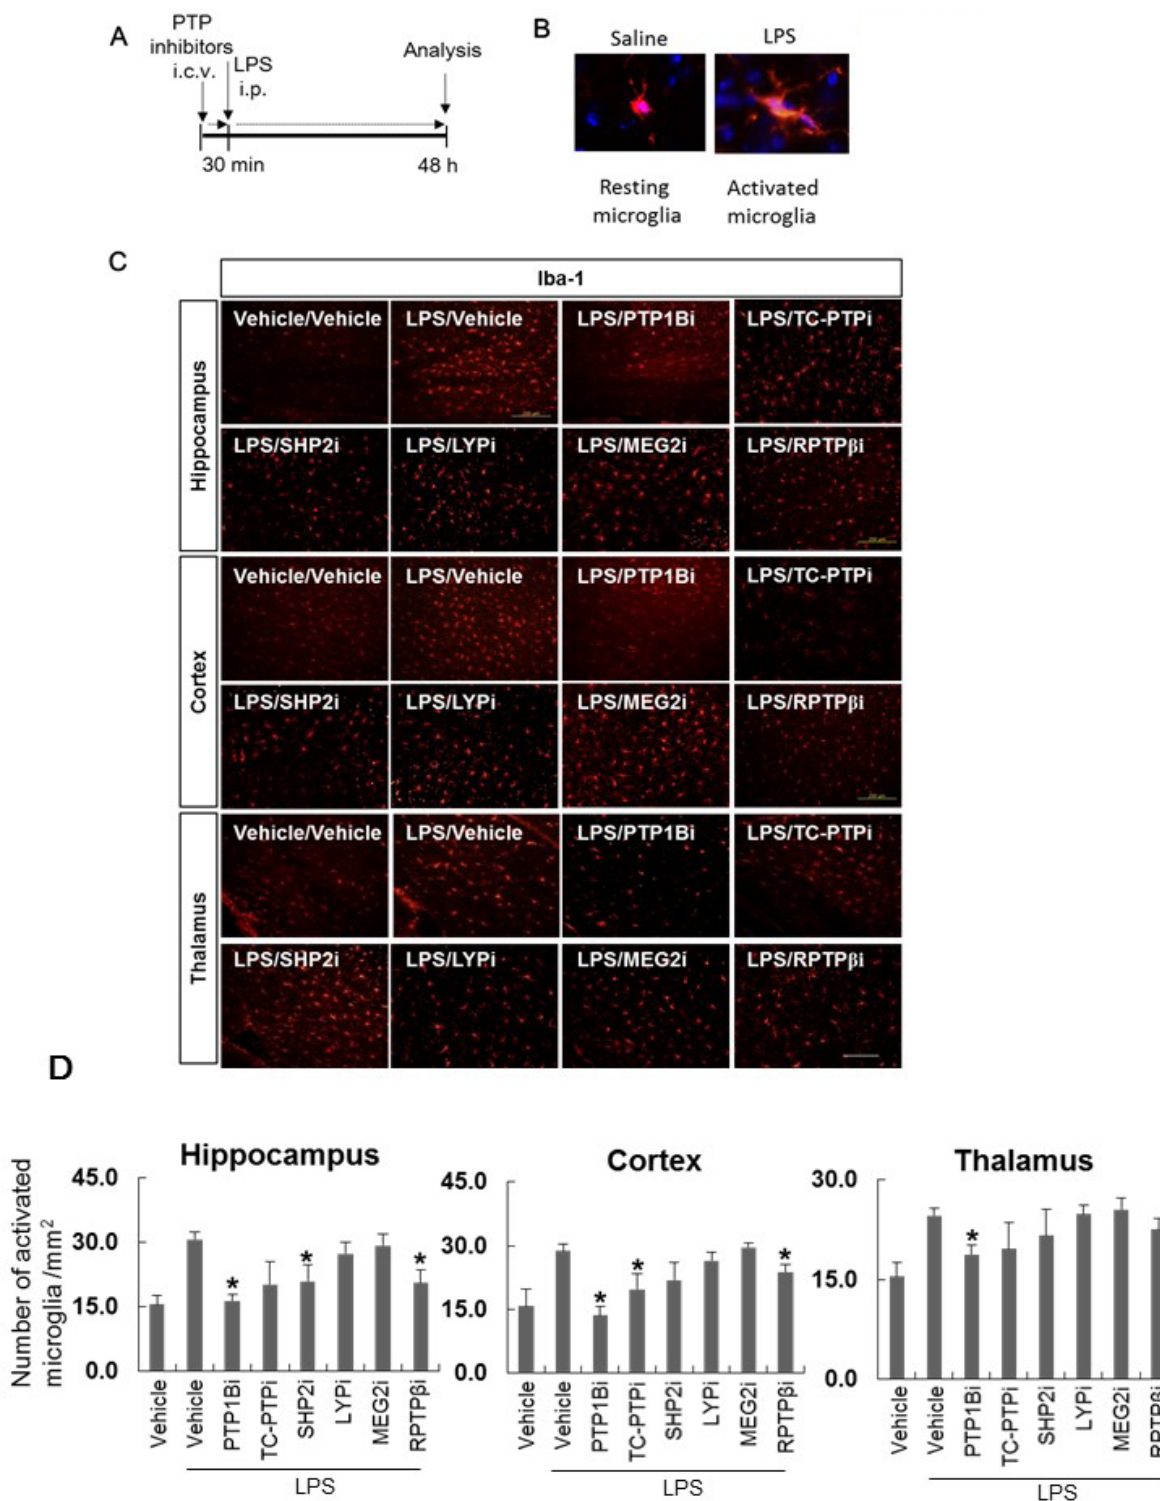 A
PTP
inhibitors
i.c.v.
LPS
i.p.
Analysis
30 min
48 h
B
Saline
LPS
Resting
microglia
Activated
microglia
C
Iba-1
Hippocampus
Vehicle/Vehicle
LPS/Vehicle
LPS/PTP1Bi
LPS/TC-PTPi
LPS/SHP2i
LPS/LYPi
LPS/MEG2i
LPS/RPTPβi
Cortex
Vehicle/Vehicle
LPS/Vehicle
LPS/PTP1Bi
LPS/TC-PTPi
LPS/SHP2i
LPS/LYPi
LPS/MEG2i
LPS/RPTPβi
Thalamus
Vehicle/Vehicle
LPS/Vehicle
LPS/PTP1Bi
LPS/TC-PTPi
LPS/SHP2i
LPS/LYPi
LPS/MEG2i
LPS/RPTPβi
D
Number of activated
microglia /mm²
Hippocampus
45.0
30.0
15.0
0.0
*
*
*
Vehicle
Vehicle
PTP1Bi
TC-PTPi
SHP2i
LYPi
MEG2i
RPTPβi
LPS
Cortex
45.0
30.0
15.0
0.0
*
*
*
Vehicle
Vehicle
PTP1Bi
TC-PTPi
SHP2i
LYPi
MEG2i
RPTPβi
LPS
Thalamus
30.0
15.0
0.0
*
Vehicle
Vehicle
PTP1Bi
TC-PTPi
SHP2i
LYPi
MEG2i
RPTPβi
LPS